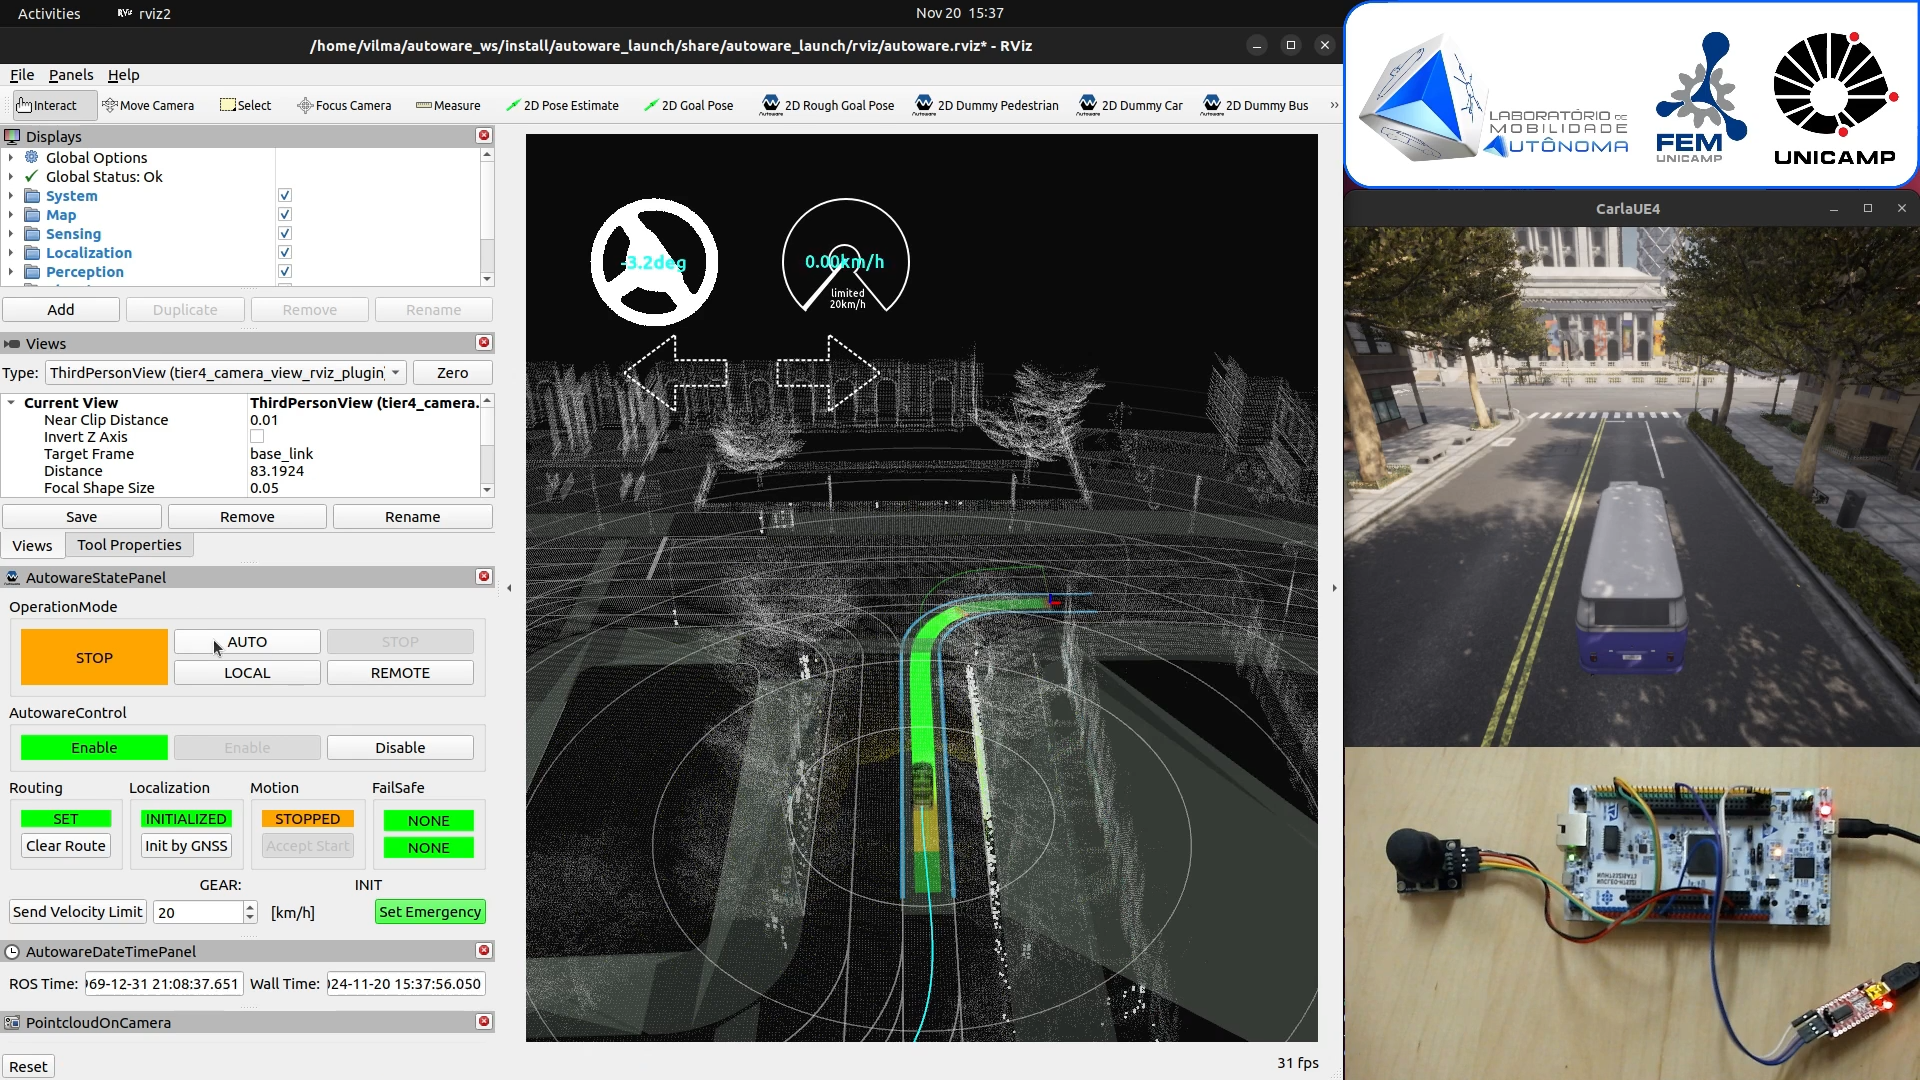 Activities
RViz rviz2
Nov 20 15:37
/home/vilma/autoware_ws/install/autoware_launch/share/autoware_launch/rviz/autoware.rviz* - RViz
File Panels Help
Interact
Move Camera
Select
Focus Camera
Measure
2D Pose Estimate
2D Goal Pose
2D Rough Goal Pose
2D Dummy Pedestrian
2D Dummy Car
2D Dummy Bus
Displays
Global Options
Global Status: Ok
System
Map
Sensing
Localization
Perception
Add Duplicate Remove Rename
Views
Type: ThirdPersonView (tier4_camera_view_rviz_plugin) Zero
Current View ThirdPersonView (tier4_camera.
Near Clip Distance 0.01
Invert Z Axis
Target Frame base_link
Distance 83.1924
Focal Shape Size 0.05
Save Remove Rename
Views Tool Properties
AutowareStatePanel
OperationMode
STOP AUTO STOP
LOCAL REMOTE
AutowareControl
Enable Enable Disable
Routing Localization Motion FailSafe
SET INITIALIZED STOPPED NONE
Clear Route Init by GNSS Accept Start NONE
GEAR: INIT
Send Velocity Limit 20 [km/h] Set Emergency
AutowareDateTimePanel
ROS Time: 69-12-31 21:08:37.651 Wall Time: 24-11-20 15:37:56.050
PointcloudOnCamera
Reset
-3.2deg
0.00km/h
limited
20km/h
31 fps
LABORATÓRIO DE
MOBILIDADE
AUTÔNOMA
FEM
UNICAMP
UNICAMP
CarlaUE4